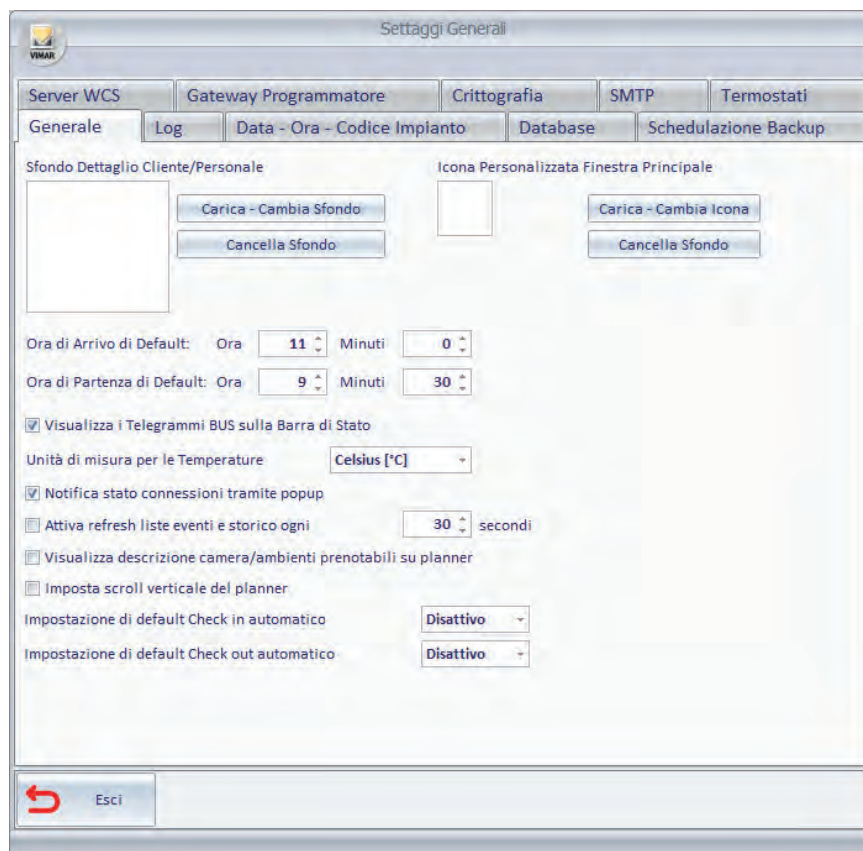 Settaggi Generali
VIMAR
Server WCS Gateway Programmatore Crittografia SMTP Termostati
Generale Log Data - Ora - Codice Impianto Database Schedulazione Backup
Sfondo Dettaglio Cliente/Personale Icona Personalizzata Finestra Principale
Carica - Cambia Sfondo Carica - Cambia Icona
Cancella Sfondo Cancella Sfondo
Ora di Arrivo di Default: Ora 11 Minuti 0
Ora di Partenza di Default: Ora 9 Minuti 30
Visualizza i Telegrammi BUS sulla Barra di Stato
Unità di misura per le Temperature Celsius [°C]
Notifica stato connessioni tramite popup
Attiva refresh liste eventi e storico ogni 30 secondi
Visualizza descrizione camera/ambienti prenotabili su planner
Imposta scroll verticale del planner
Impostazione di default Check in automatico Disattivo
Impostazione di default Check out automatico Disattivo
Esci